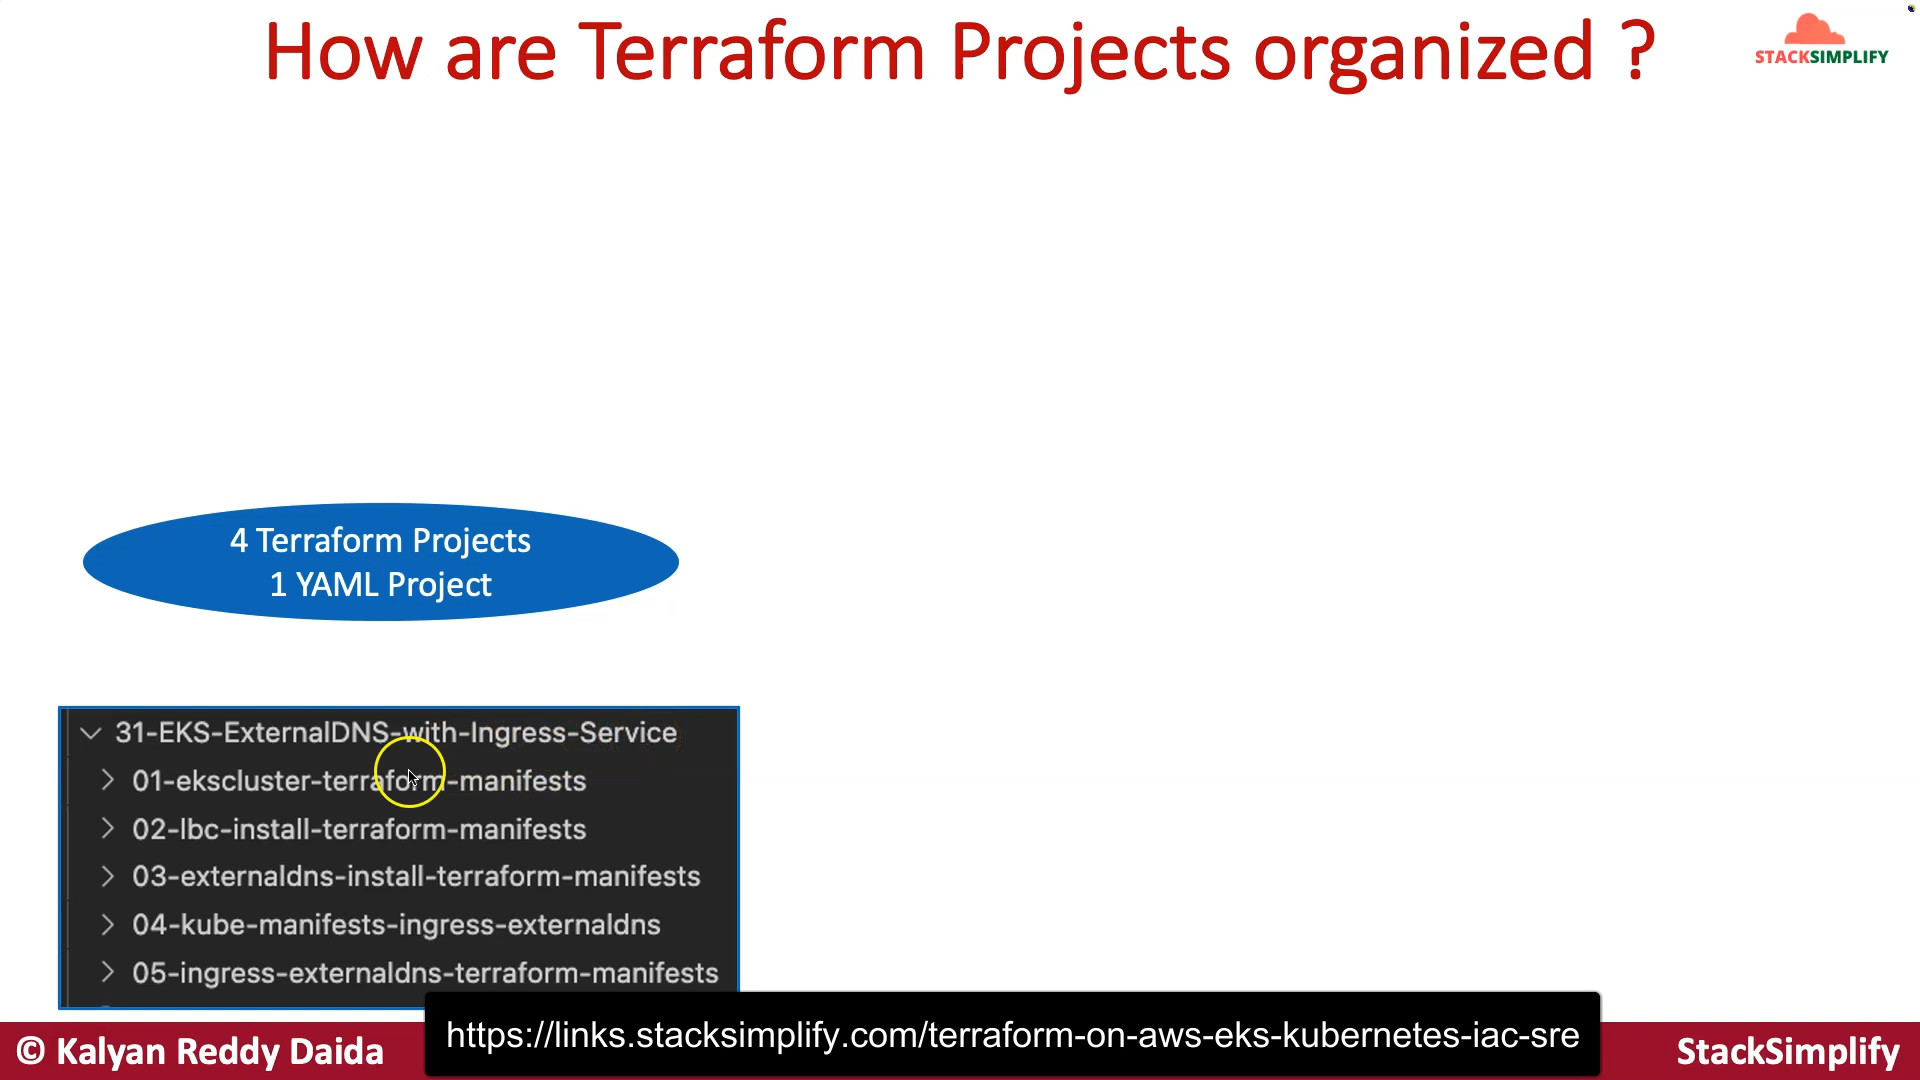 How are Terraform Projects organized ?
STACKSIMPLIFY
4 Terraform Projects
1 YAML Project
31-EKS-ExternalDNS-with-Ingress-Service
01-ekscluster-terraform-manifests
02-lbc-install-terraform-manifests
03-externaldns-install-terraform-manifests
04-kube-manifests-ingress-externaldns
05-ingress-externaldns-terraform-manifests
© Kalyan Reddy Daida
https://links.stacksimplify.com/terraform-on-aws-eks-kubernetes-iac-sre
StackSimplify